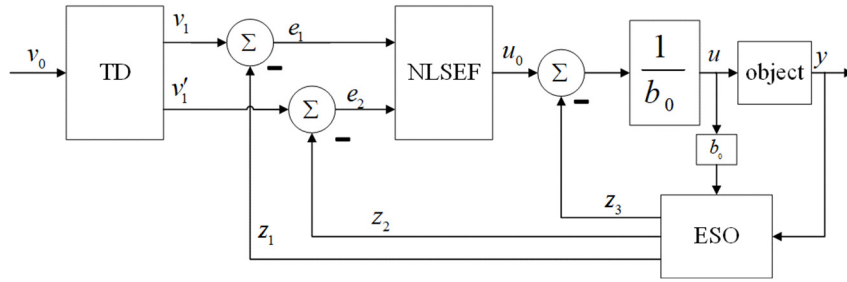 v₀
TD
v₁
v₁′
Σ
e₁
Σ
e₂
NLSEF
u₀
Σ
1
b₀
u
object
y
b₀
z₃
z₂
z₁
ESO